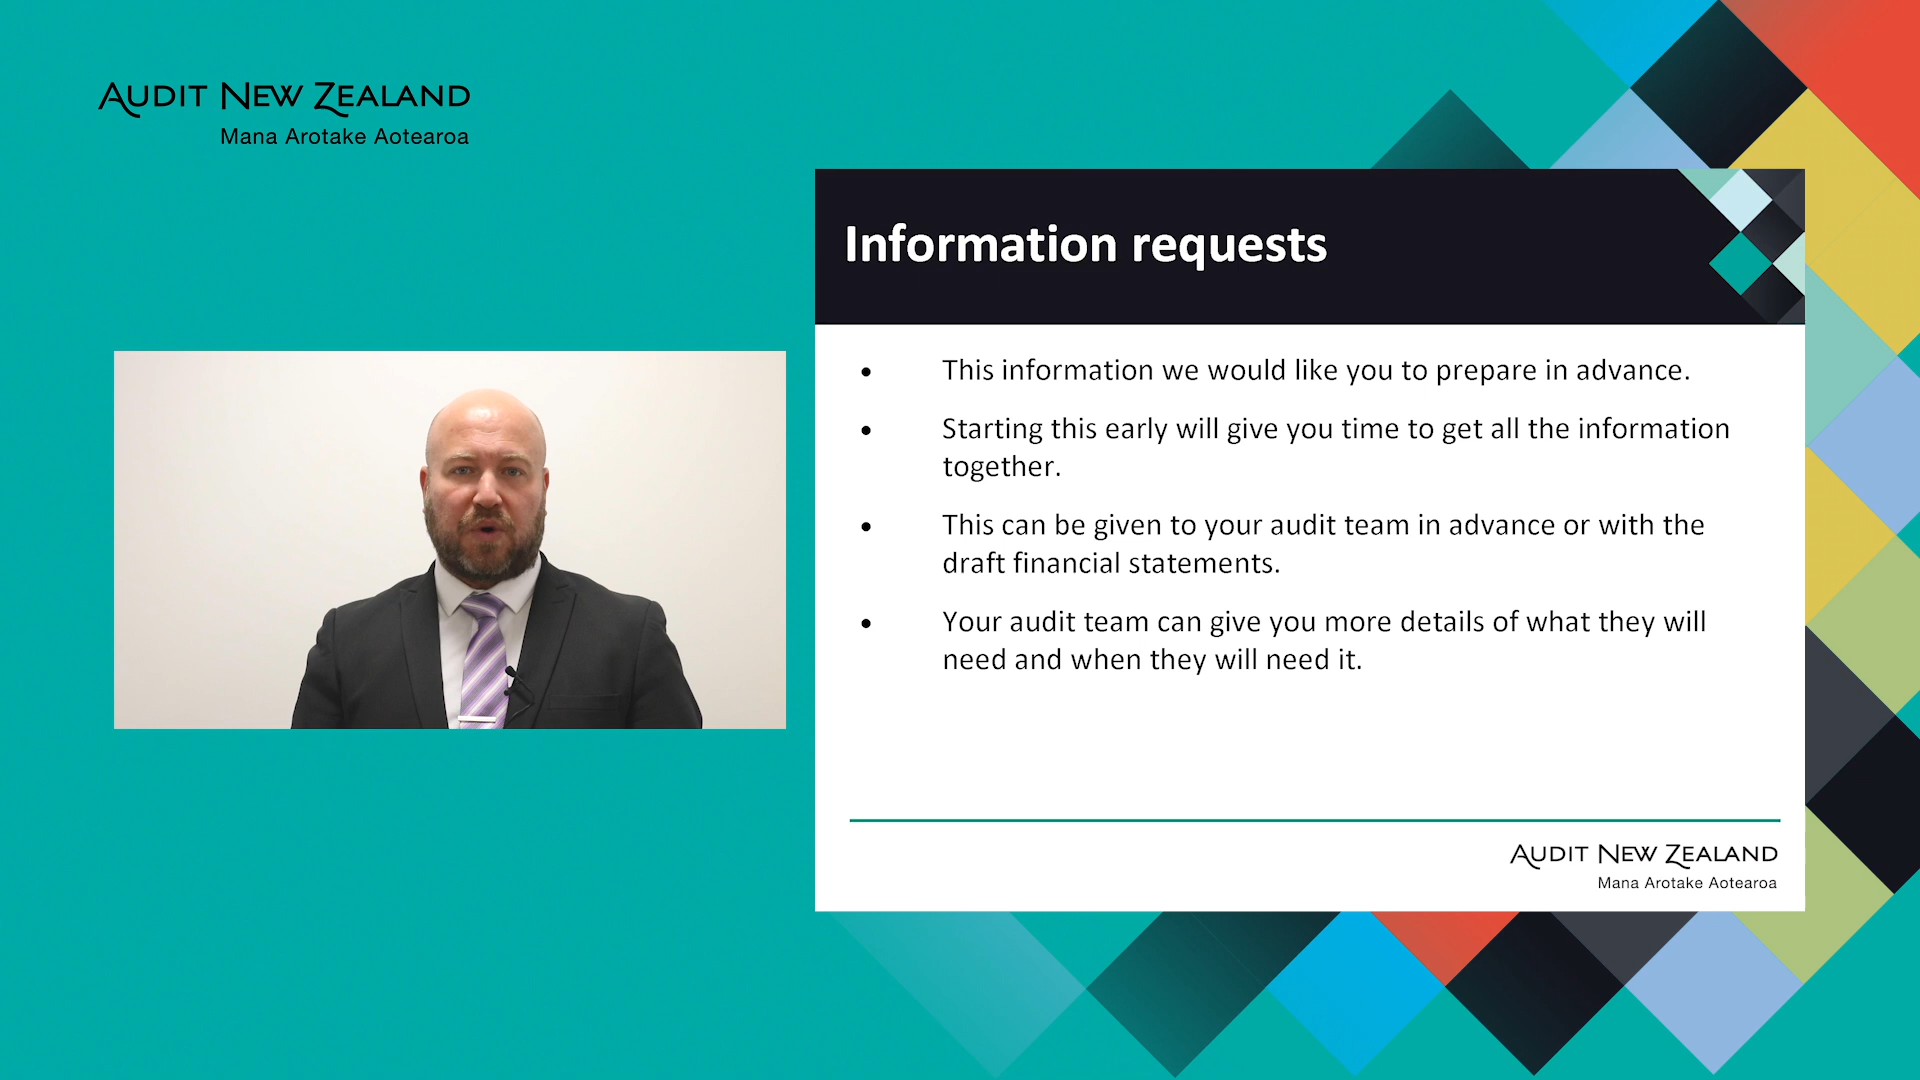 AUDIT NEW ZEALAND
Mana Arotake Aotearoa
Information requests
• This information we would like you to prepare in advance.
• Starting this early will give you time to get all the information
together.
• This can be given to your audit team in advance or with the
draft financial statements.
• Your audit team can give you more details of what they will
need and when they will need it.
AUDIT NEW ZEALAND
Mana Arotake Aotearoa